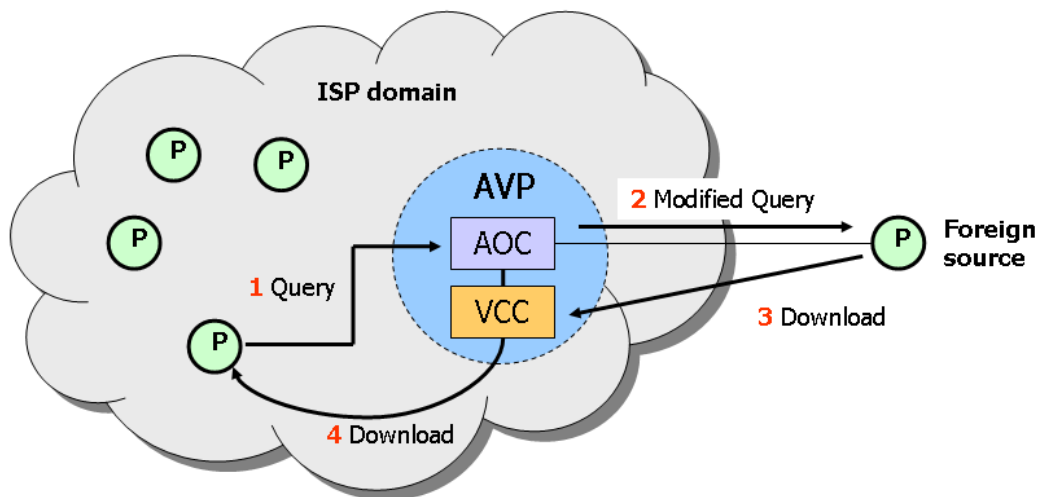 ISP domain
P
P
P
P
AVP
AOC
VCC
1 Query
2 Modified Query
P
Foreign
source
3 Download
4 Download